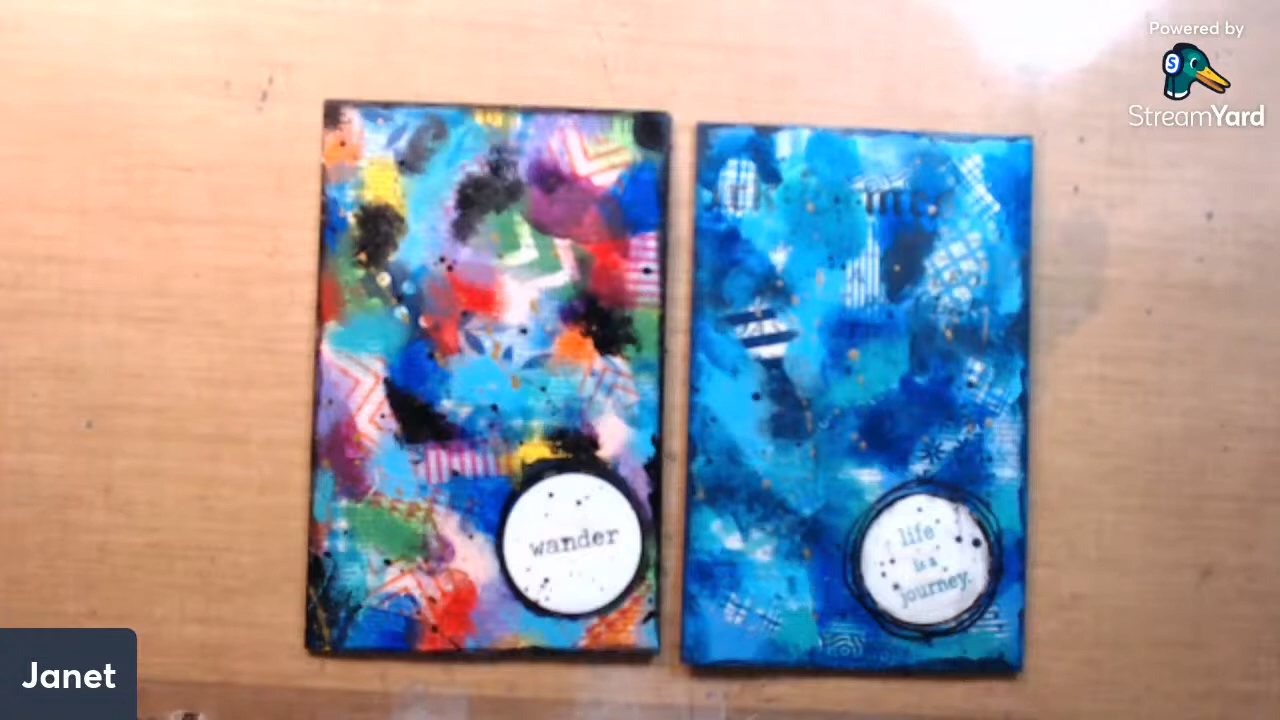 Powered by
StreamYard
wander
life
is a
journey.
Janet